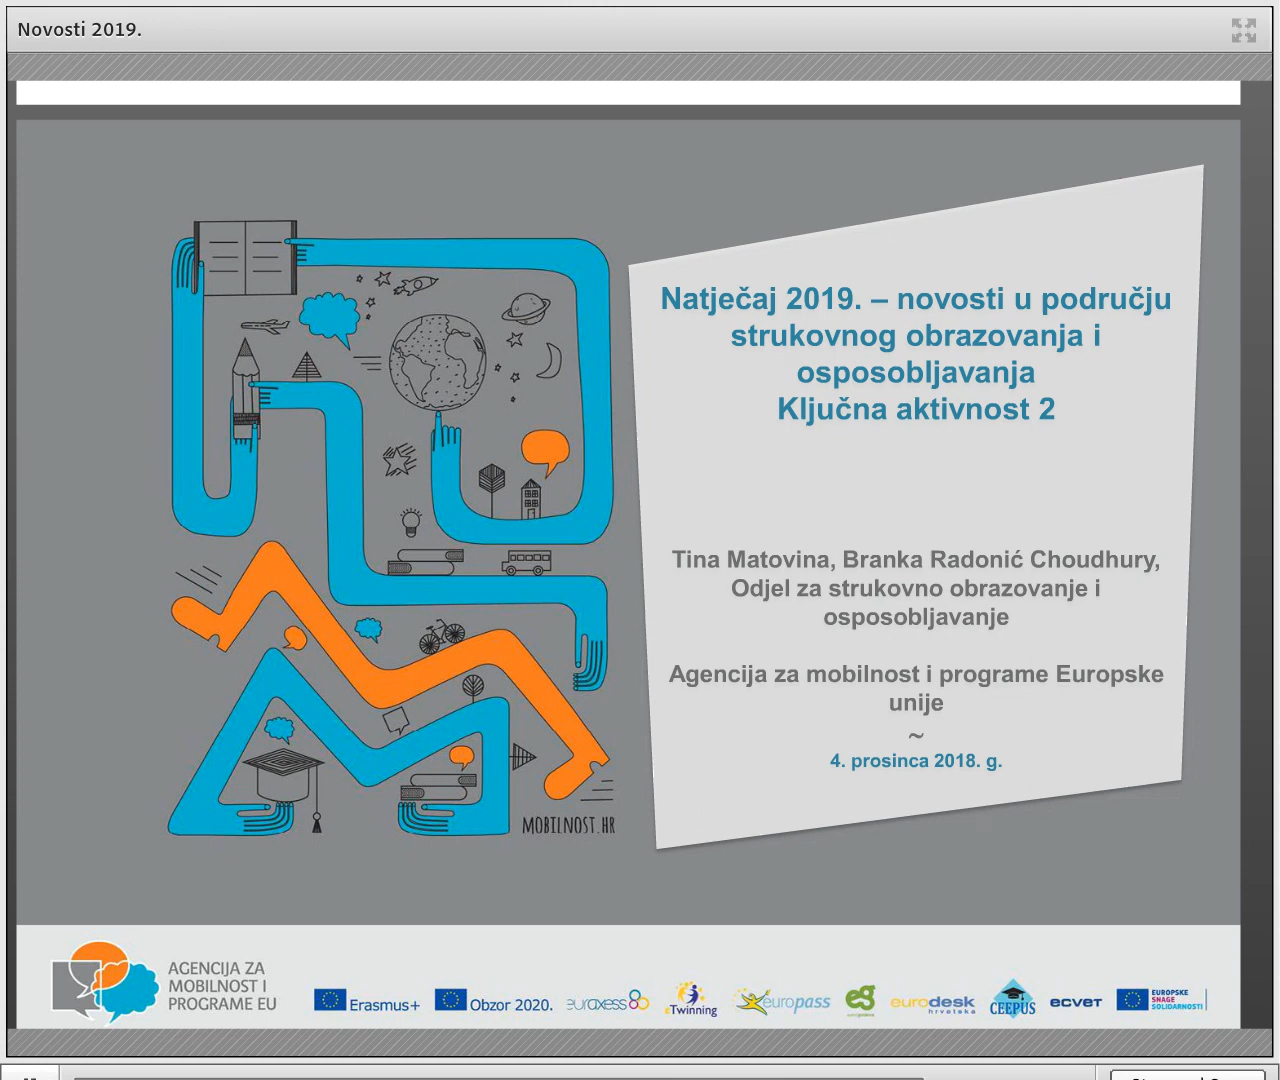 Novosti 2019.
Natječaj 2019. – novosti u području
strukovnog obrazovanja i
osposobljavanja
Ključna aktivnost 2
Tina Matovina, Branka Radonić Choudhury,
Odjel za strukovno obrazovanje i
osposobljavanje
Agencija za mobilnost i programe Europske
unije
~
4. prosinca 2018. g.
MOBILNOST.HR
AGENCIJA ZA
MOBILNOST I
PROGRAME EU
Erasmus+
Obzor 2020.
euraxess
eTwinning
europass
eg
eurodesk
hrvatska
CEEPUS
ecvet
EUROPSKE
SNAGE
SOLIDARNOSTI